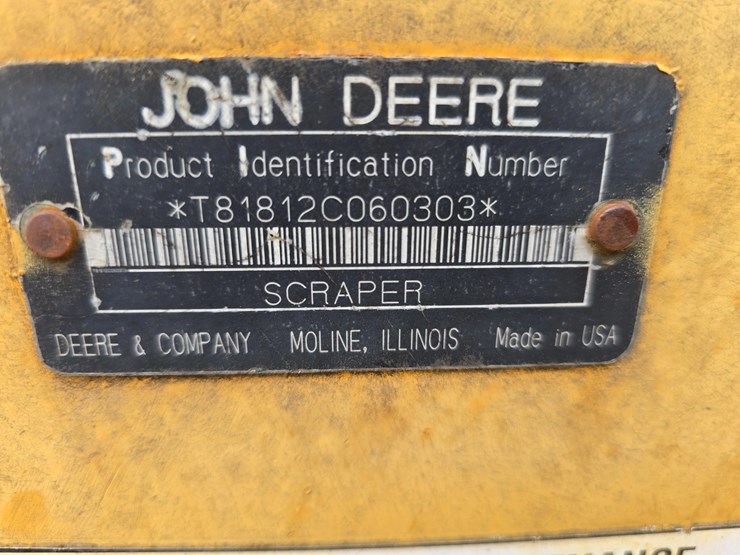 JOHN DEERE
Product Identification Number
*T81812C060303*
SCRAPER
DEERE & COMPANY MOLINE, ILLINOIS Made in USA